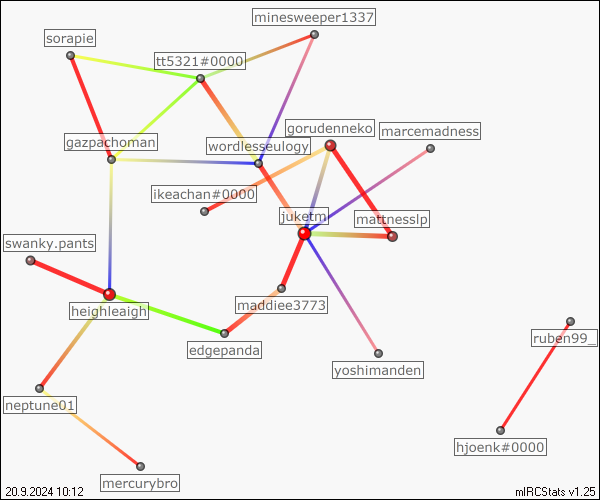 minesweeper1337
sorapie
tt5321#0000
gorudenneko
marcemadness
gazpachoman
wordlesseulogy
ikeachan#0000
juketm
mattnesslp
swanky.pants
heighleaigh
maddiee3773
ruben99_
edgepanda
yoshimanden
neptune01
hjoenk#0000
mercurybro
20.9.2024 10:12
mIRCStats v1.25